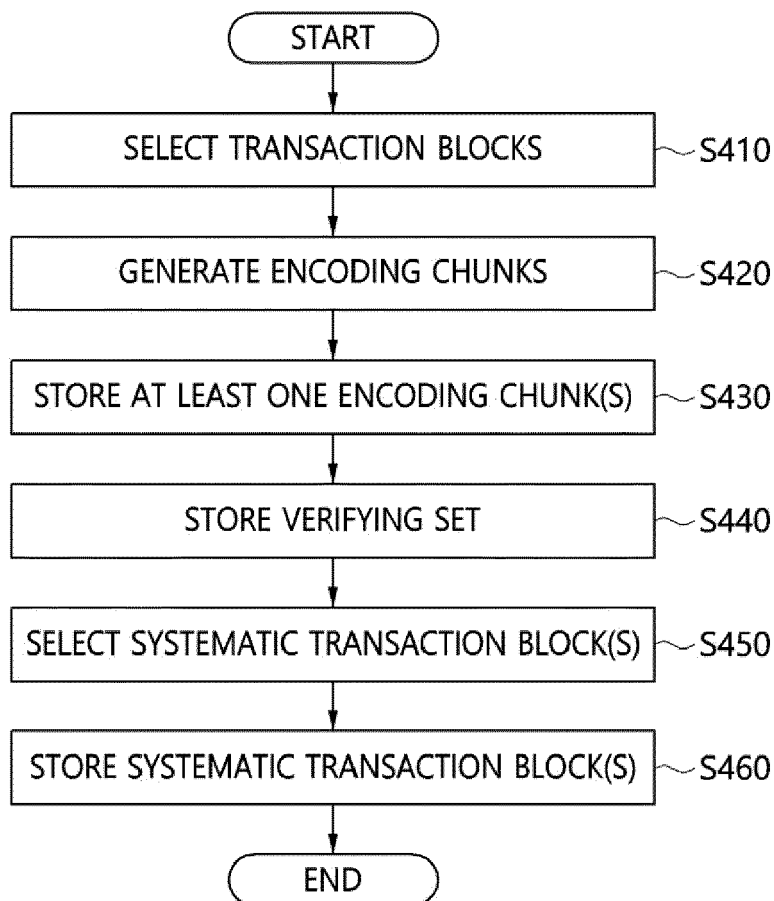 START
SELECT TRANSACTION BLOCKS
S410
GENERATE ENCODING CHUNKS
S420
STORE AT LEAST ONE ENCODING CHUNK(S)
S430
STORE VERIFYING SET
S440
SELECT SYSTEMATIC TRANSACTION BLOCK(S)
S450
STORE SYSTEMATIC TRANSACTION BLOCK(S)
S460
END